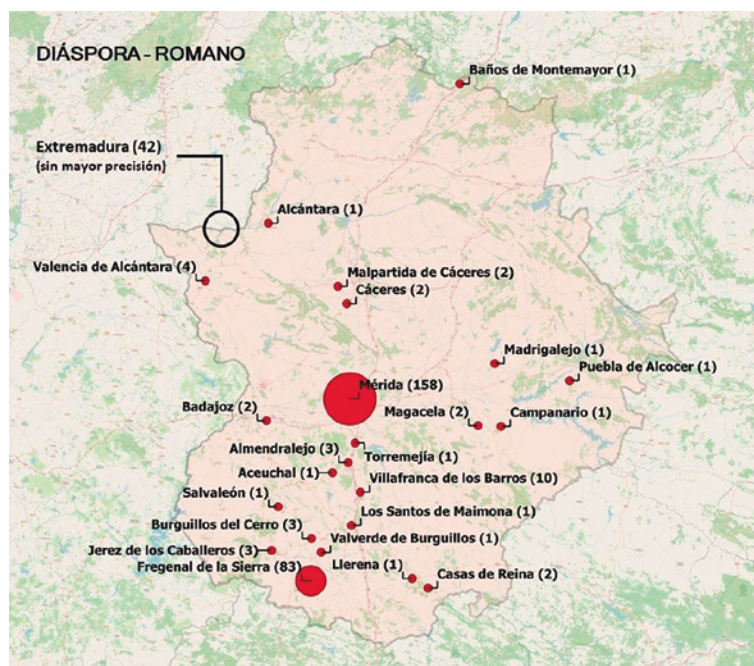 DIÁSPORA - ROMANO
Baños de Montemayor (1)
Extremadura (42)
(sin mayor precisión)
Alcántara (1)
Valencia de Alcántara (4)
Malpartida de Cáceres (2)
Cáceres (2)
Madrigalejo (1)
Puebla de Alcocer (1)
Mérida (158)
Badajoz (2)
Magacela (2)
Campanario (1)
Almendralejo (3)
Torremejía (1)
Aceuchal (1)
Villafranca de los Barros (10)
Salvaleón (1)
Los Santos de Maimona (1)
Burguillos del Cerro (3)
Valverde de Burguillos (1)
Jerez de los Caballeros (3)
Fregenal de la Sierra (83)
Llerena (1)
Casas de Reina (2)